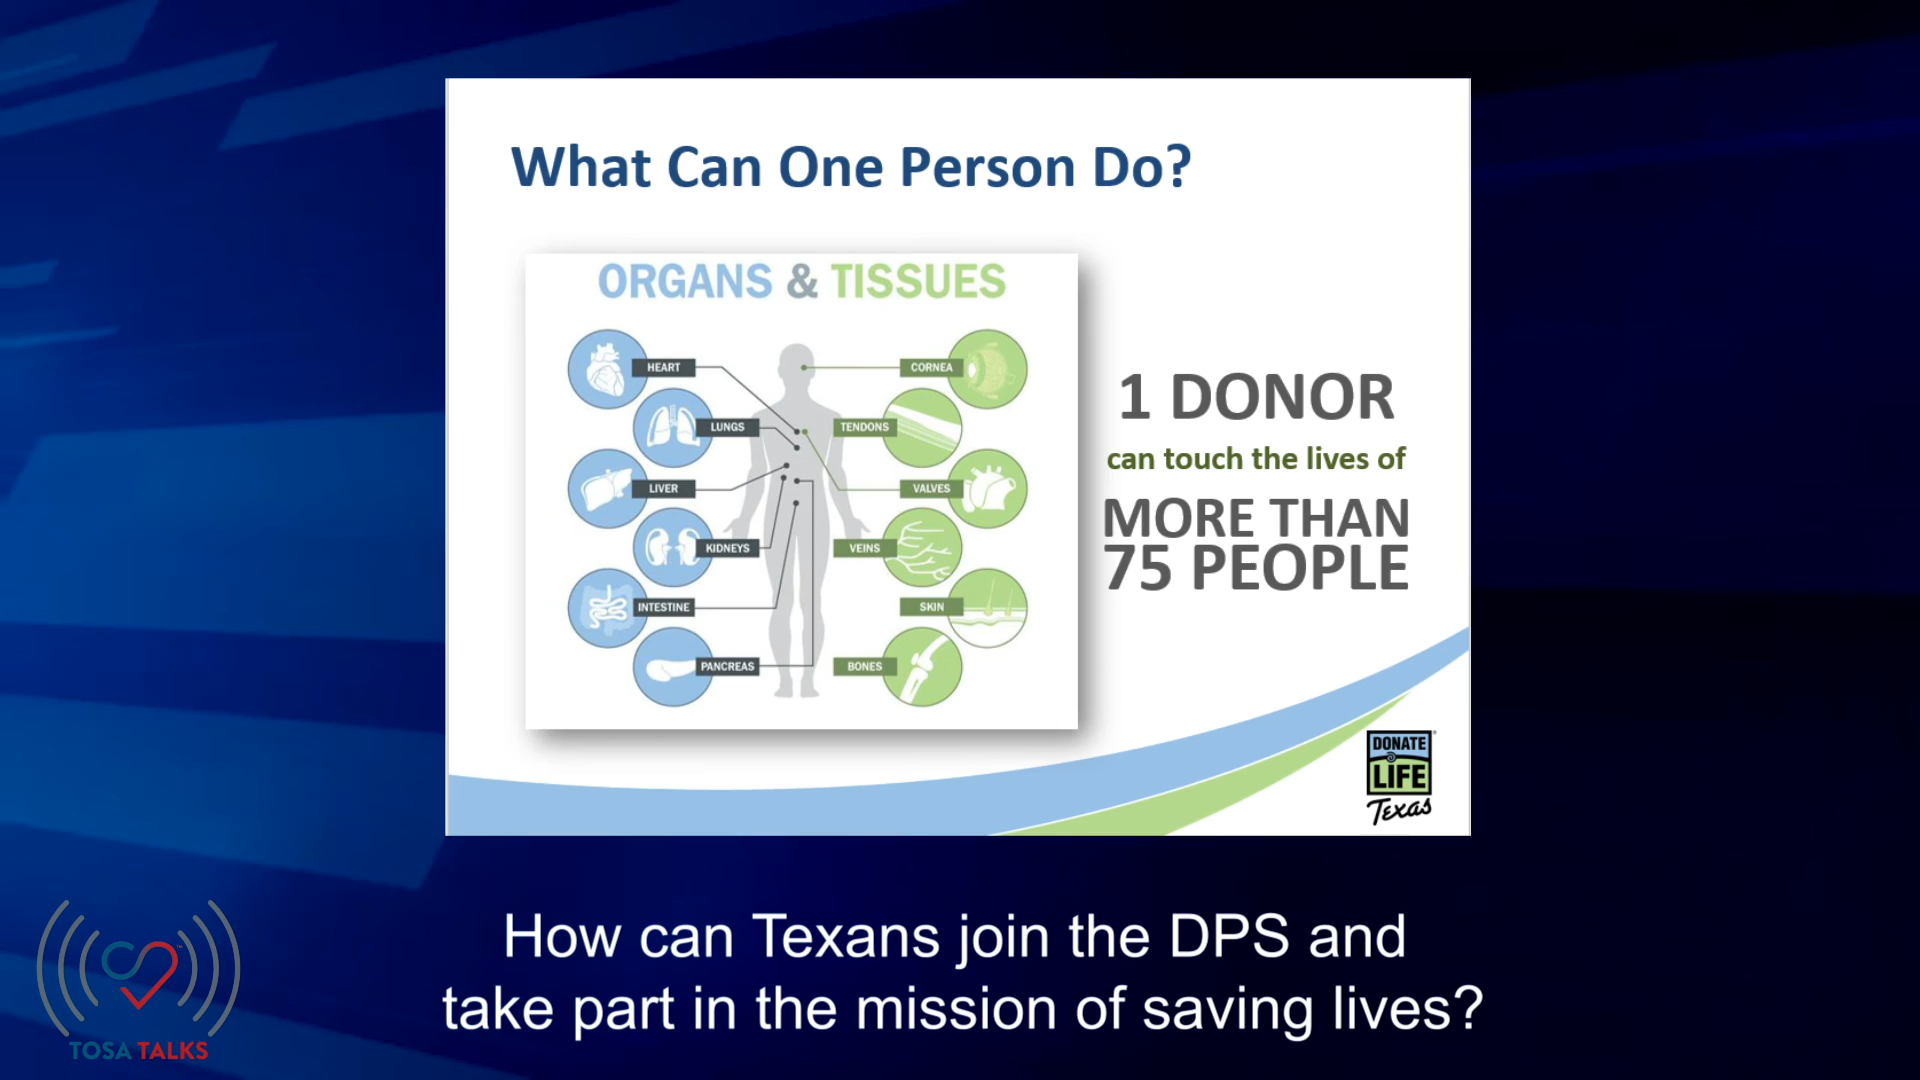 What Can One Person Do?
ORGANS & TISSUES
HEART
LUNGS
LIVER
KIDNEYS
INTESTINE
PANCREAS
CORNEA
TENDONS
VALVES
VEINS
SKIN
BONES
1 DONOR
can touch the lives of
MORE THAN
75 PEOPLE
DONATE
LIFE
Texas
How can Texans join the DPS and
take part in the mission of saving lives?
TOSA TALKS